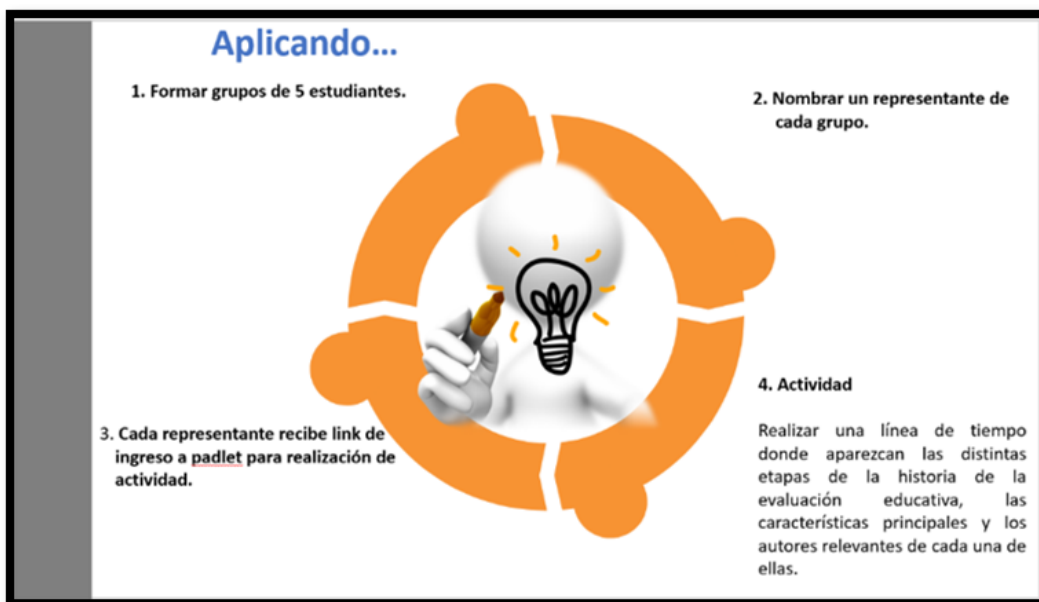 Aplicando...
1. Formar grupos de 5 estudiantes.
2. Nombrar un representante de
cada grupo.
3. Cada representante recibe link de
ingreso a padlet para realización de
actividad.
4. Actividad
Realizar una línea de tiempo
donde aparezcan las distintas
etapas de la historia de la
evaluación educativa, las
características principales y los
autores relevantes de cada una de
ellas.